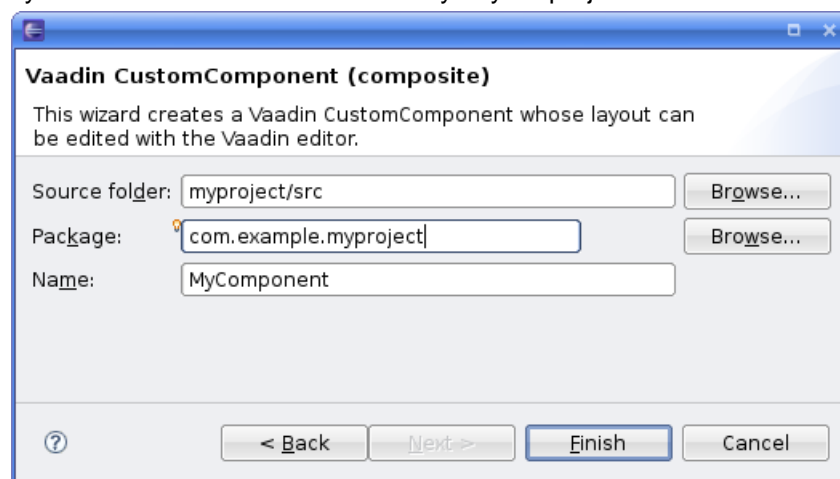 Vaadin CustomComponent (composite)
This wizard creates a Vaadin CustomComponent whose layout can
be edited with the Vaadin editor.
Source folder: myproject/src Browse...
Package: com.example.myproject Browse...
Name: MyComponent
< Back Next > Finish Cancel